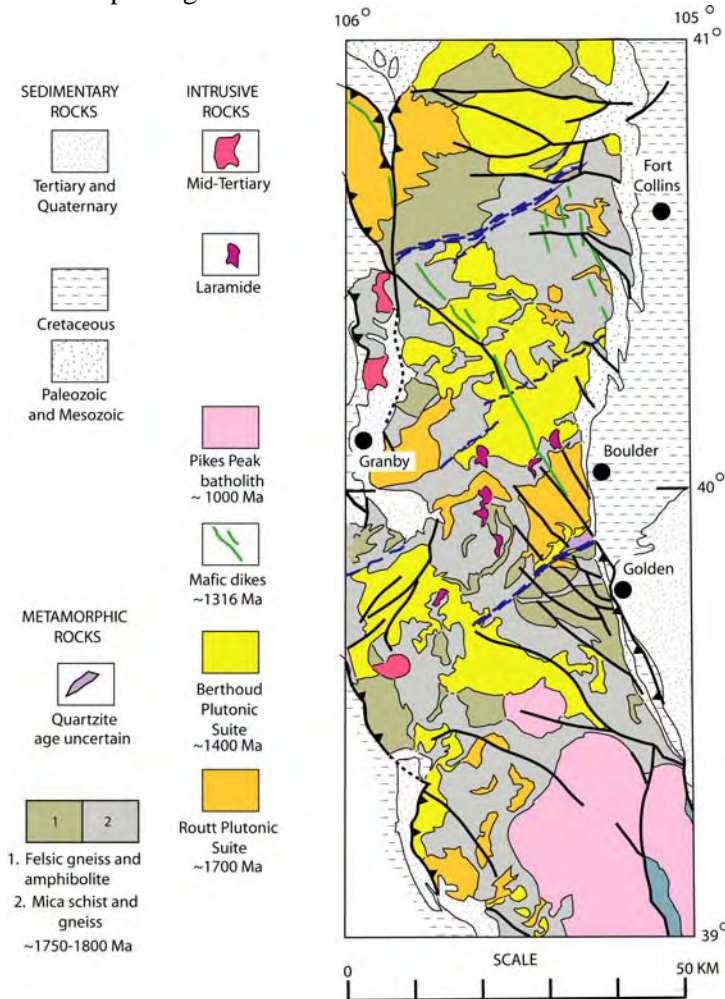 106 °
105 °
41°
SEDIMENTARY
ROCKS
Tertiary and
Quaternary
Cretaceous
Paleozoic
and Mesozoic
INTRUSIVE
ROCKS
Mid-Tertiary
Laramide
Pikes Peak
batholith
~ 1000 Ma
Mafic dikes
~1316 Ma
METAMORPHIC
ROCKS
Quartzite
age uncertain
Berthoud
Plutonic
Suite
~1400 Ma
1 2
1. Felsic gneiss and
amphibolite
2. Mica schist and
gneiss
~1750-1800 Ma
Routt Plutonic
Suite
~1700 Ma
Fort
Collins
Granby
Boulder
40°
Golden
39°
SCALE
0 50 KM